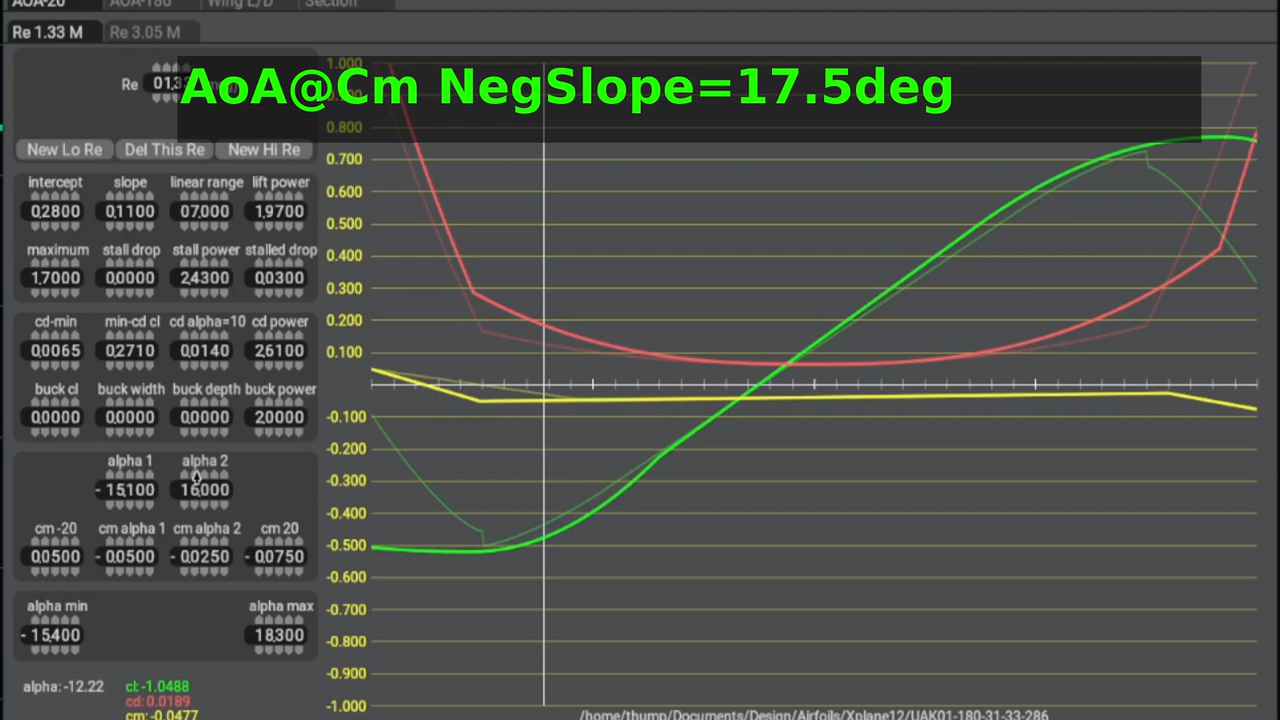 AOA-20 AOA-180 Wing L/D Section
Re 1.33 M Re 3.05 M
AoA@Cm NegSlope=17.5deg
Re
New Lo Re Del This Re New Hi Re
intercept slope linear range lift power
0.2800 0.1100 07.000 1.9700
maximum stall drop stall power stalled drop
1.7000 0.0000 2.4300 0.0300
cd-min min-cd cl cd alpha=10 cd power
0.0065 0.2710 0.0140 2.6100
buck cl buck width buck depth buck power
0.0000 0.0000 0.0000 2.0000
alpha 1 alpha 2
- 15.100 16.000
cm -20 cm alpha 1 cm alpha 2 cm 20
0.0500 - 0.0500 - 0.0250 - 0.0750
alpha min alpha max
- 15.400 18.300
alpha: -12.22 cl: -1.0488
cd: 0.0189
cm: -0.0477
1.000
0.800
0.700
0.600
0.500
0.400
0.300
0.200
0.100
-0.100
-0.200
-0.300
-0.400
-0.500
-0.600
-0.700
-0.800
-0.900
-1.000
/home/thump/Documents/Design/Airfoils/Xplane12/UAK01-180-31-33-286